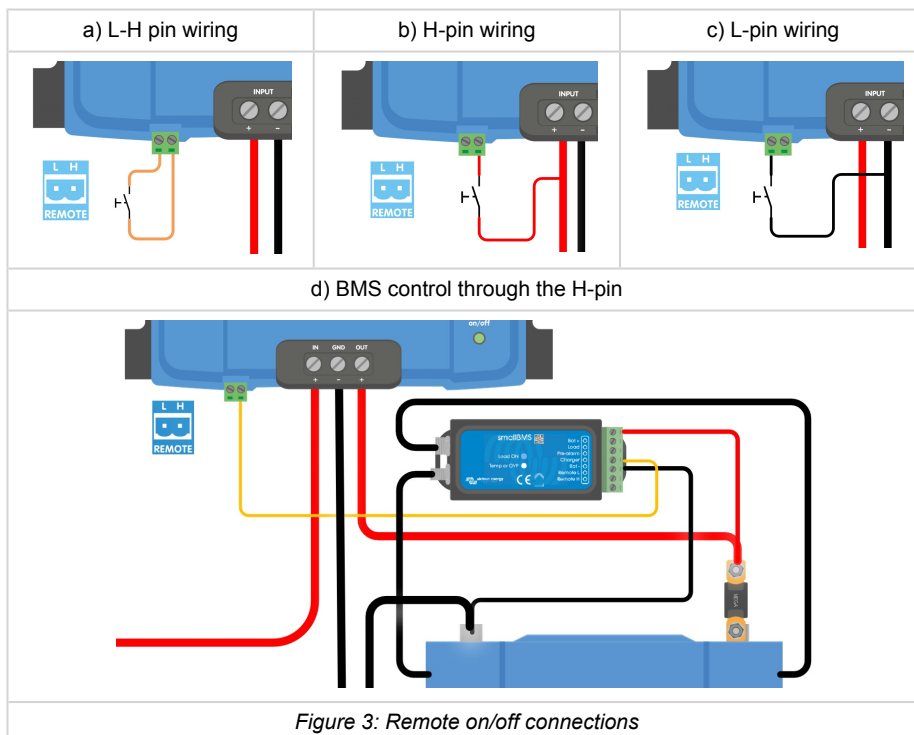 a) L-H pin wiring
b) H-pin wiring
c) L-pin wiring
INPUT
+ -
L H
REMOTE
INPUT
+ -
L H
REMOTE
INPUT
+ -
L H
REMOTE
d) BMS control through the H-pin
on/off
IN GND OUT
+ - +
L H
REMOTE
smallBMS
Load ON
Temp or OVP
victron energy
CE
Bat +
Load
Pre-alarm
Charger
Bat -
Remote L
Remote H
MEGA
Figure 3: Remote on/off connections